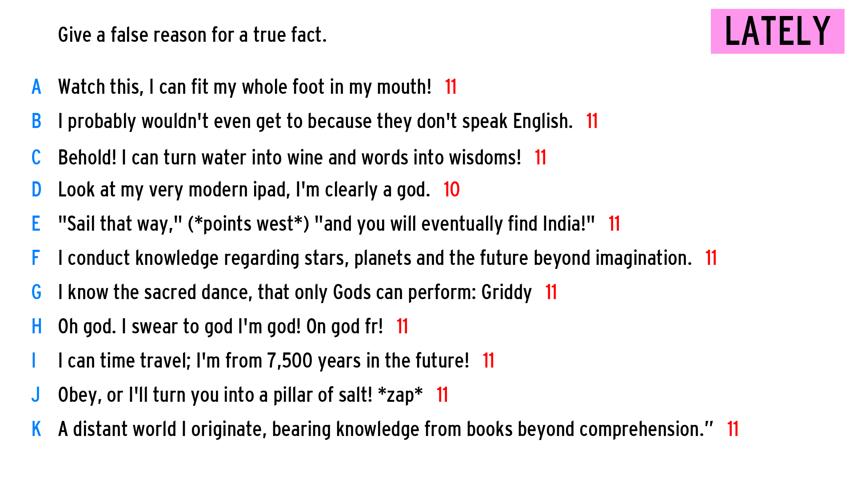 Give a false reason for a true fact.
LATELY
A Watch this, I can fit my whole foot in my mouth! 11
B I probably wouldn't even get to because they don't speak English. 11
C Behold! I can turn water into wine and words into wisdoms! 11
D Look at my very modern ipad, I'm clearly a god. 10
E "Sail that way," (*points west*) "and you will eventually find India!" 11
F I conduct knowledge regarding stars, planets and the future beyond imagination. 11
G I know the sacred dance, that only Gods can perform: Griddy 11
H Oh god. I swear to god I'm god! On god fr! 11
I I can time travel; I'm from 7,500 years in the future! 11
J Obey, or I'll turn you into a pillar of salt! *zap* 11
K A distant world I originate, bearing knowledge from books beyond comprehension.” 11